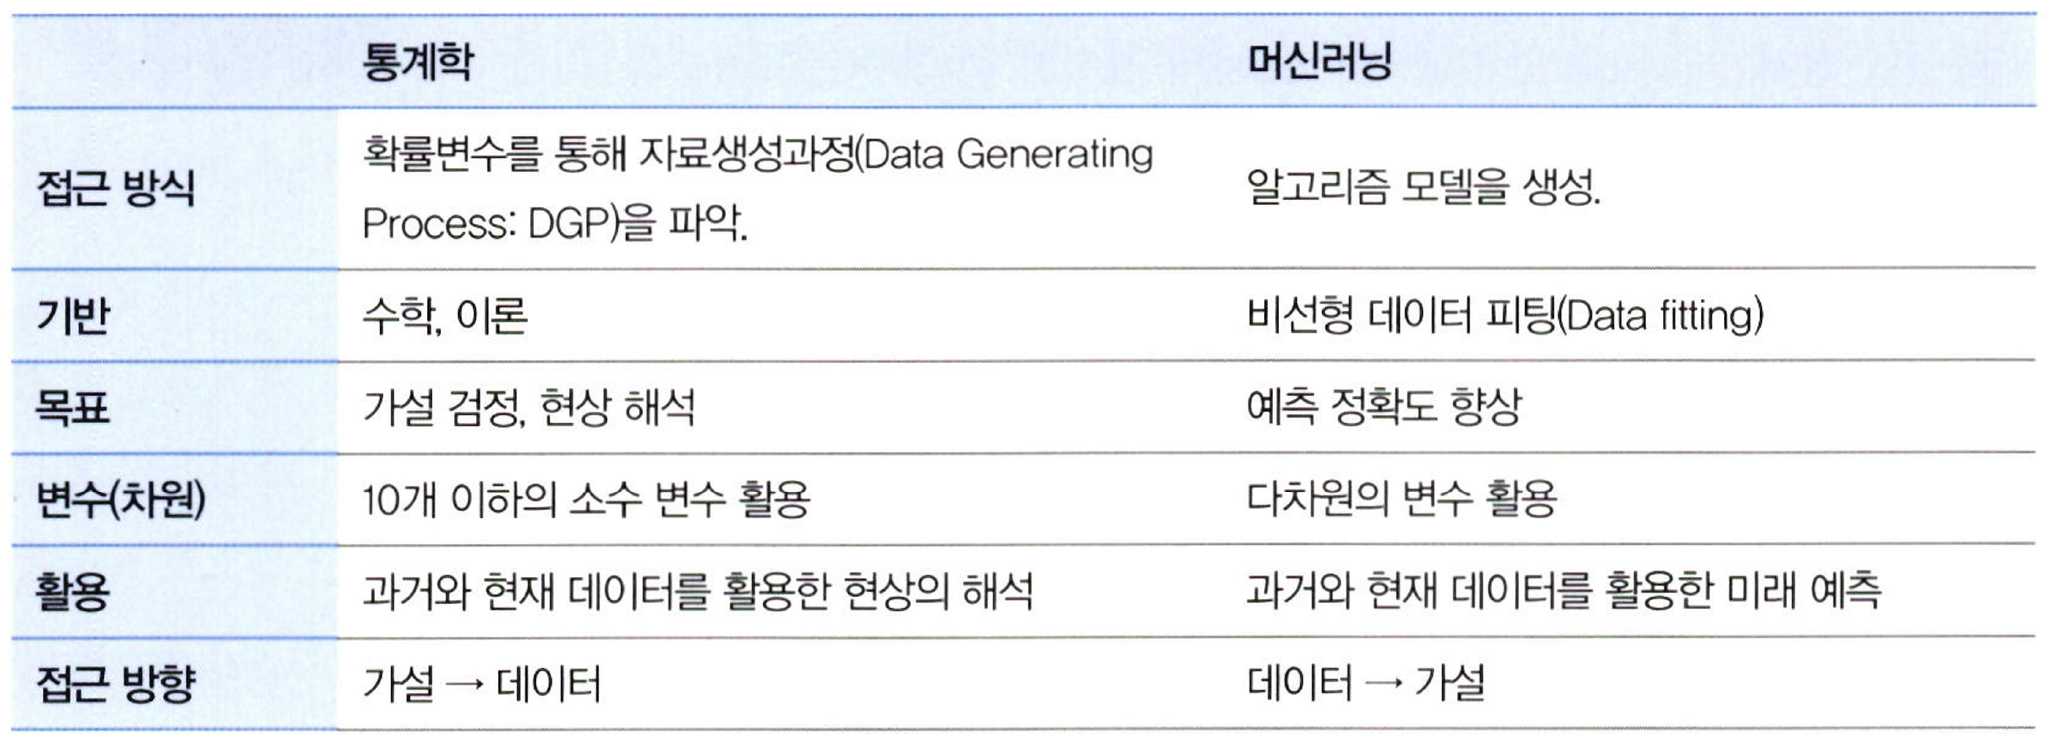 통계학 머신러닝
접근 방식 확률변수를 통해 자료생성과정(Data Generating
Process: DGP)을 파악. 알고리즘 모델을 생성.
기반 수학, 이론 비선형 데이터 피팅(Data fitting)
목표 가설 검정, 현상 해석 예측 정확도 향상
변수(차원) 10개 이하의 소수 변수 활용 다차원의 변수 활용
활용 과거와 현재 데이터를 활용한 현상의 해석 과거와 현재 데이터를 활용한 미래 예측
접근 방향 가설 → 데이터 데이터 → 가설